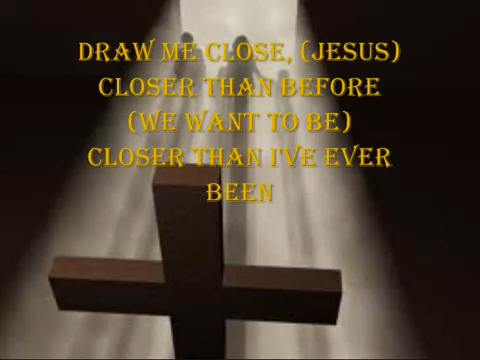 DRAW ME CLOSE, (JESUS)
CLOSER THAN BEFORE
(WE WANT TO BE)
CLOSER THAN I'VE EVER
BEEN